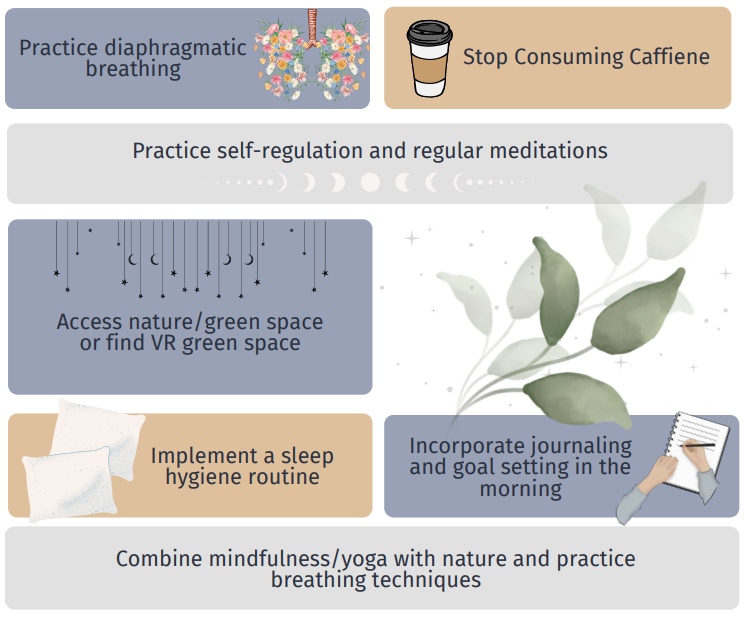 Practice diaphragmatic
breathing
Stop Consuming Caffiene
Practice self-regulation and regular meditations
Access nature/green space
or find VR green space
Implement a sleep
hygiene routine
Incorporate journaling
and goal setting in the
morning
Combine mindfulness/yoga with nature and practice
breathing techniques